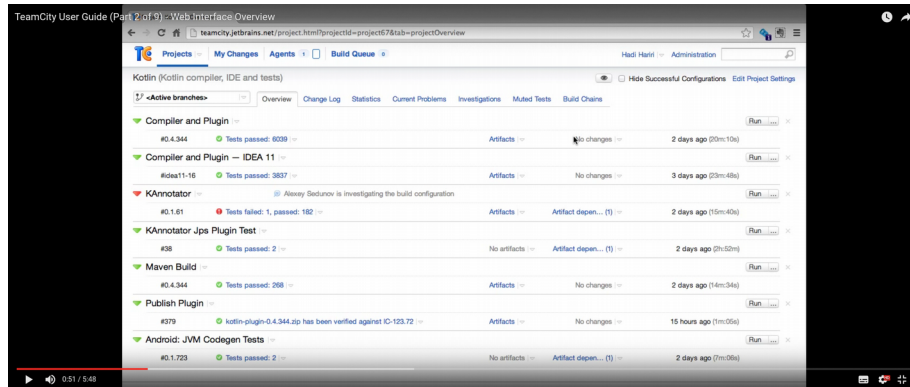 TeamCity User Guide (Part 2 of 9) - Web Interface Overview
teamcity.jetbrains.net/project.html?projectId=project67&tab=projectOverview
TC Projects My Changes Agents 1 Build Queue 0 Hadi Hariri Administration
Kotlin (Kotlin compiler, IDE and tests) Hide Successful Configurations Edit Project Settings
<Active branches> Overview Change Log Statistics Current Problems Investigations Muted Tests Build Chains
Compiler and Plugin Run ...
#0.4.344 Tests passed: 6039 Artifacts No changes 2 days ago (20m:10s)
Compiler and Plugin — IDEA 11 Run ...
#idea11-16 Tests passed: 3837 Artifacts No changes 3 days ago (23m:48s)
KAnnotator Alexey Sedunov is investigating the build configuration Run ...
#0.1.61 Tests failed: 1, passed: 182 Artifacts Artifact depen... (1) 2 days ago (15m:40s)
KAnnotator Jps Plugin Test Run ...
#38 Tests passed: 2 No artifacts Artifact depen... (1) 2 days ago (2h:52m)
Maven Build Run ...
#0.4.344 Tests passed: 268 Artifacts No changes 2 days ago (14m:34s)
Publish Plugin Run ...
#379 kotlin-plugin-0.4.344.zip has been verified against IC-123.72 Artifacts No changes 15 hours ago (1m:05s)
Android: JVM Codegen Tests Run ...
#0.1.723 Tests passed: 2 No artifacts Artifact depen... (1) 2 days ago (7m:06s)
0:51 / 5:48